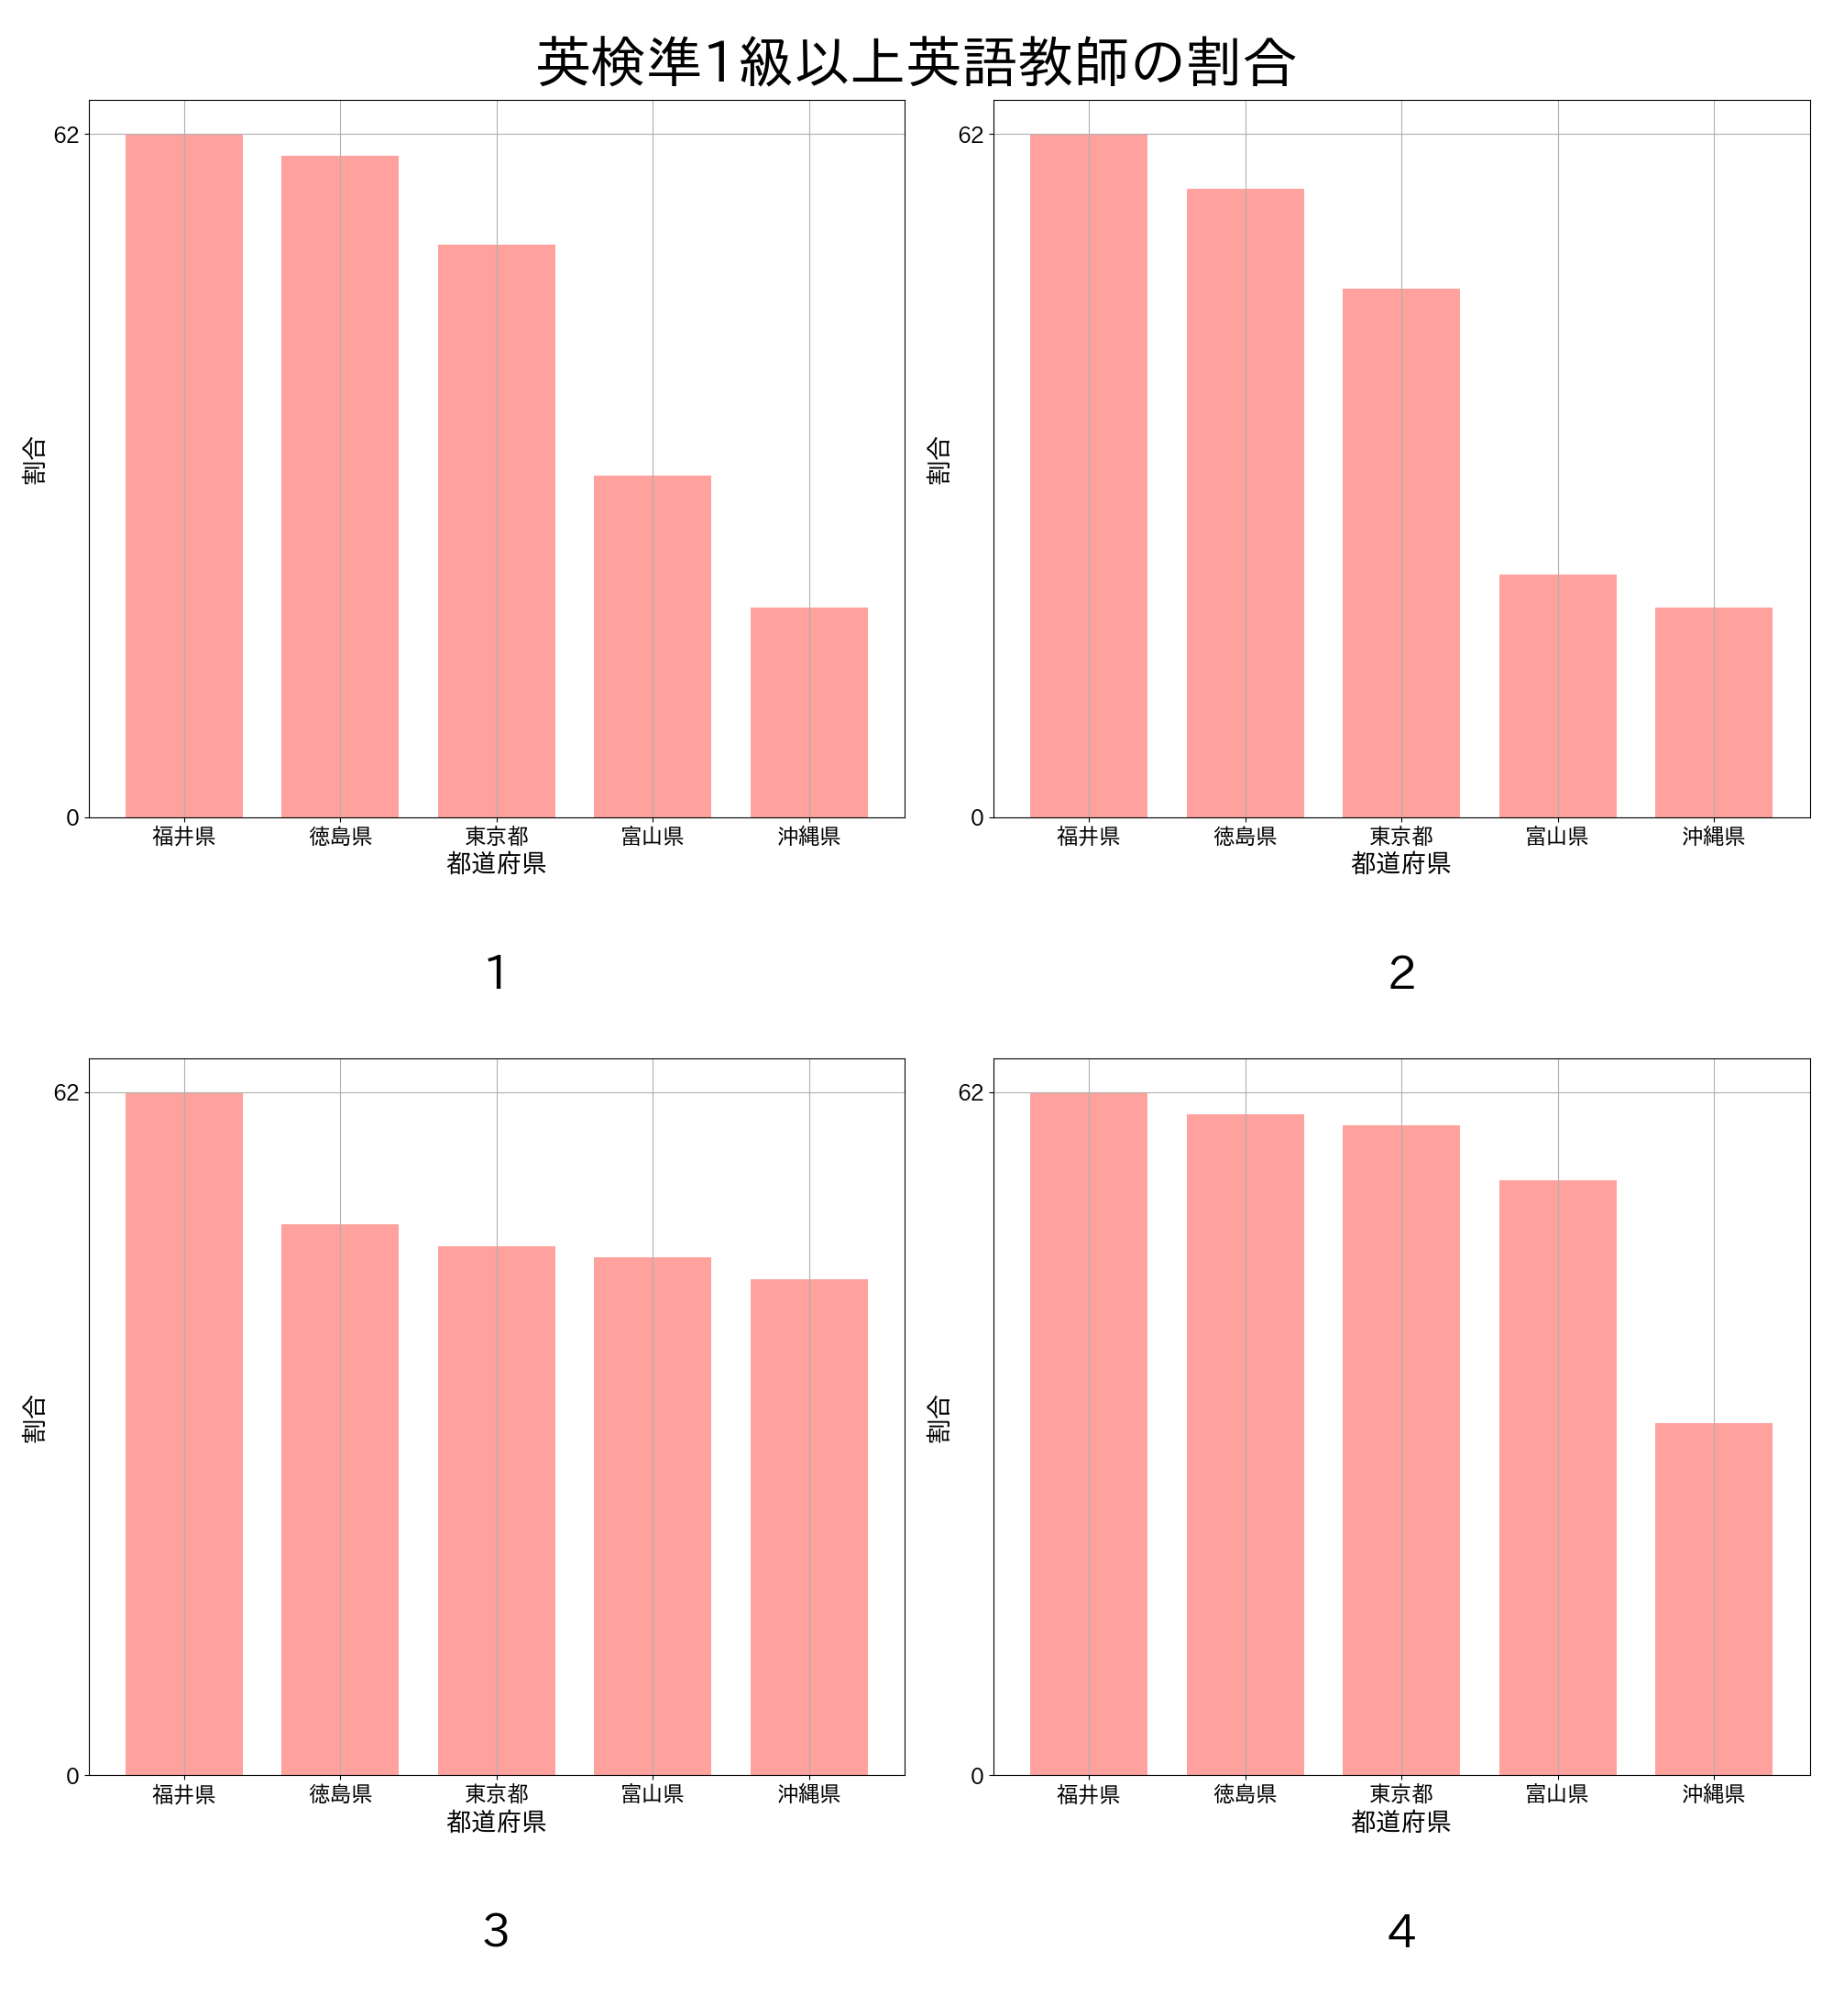 英検準1級以上英語教師の割合
62
0
割合
福井県 徳島県 東京都 富山県 沖縄県
都道府県
1
62
0
割合
福井県 徳島県 東京都 富山県 沖縄県
都道府県
2
62
0
割合
福井県 徳島県 東京都 富山県 沖縄県
都道府県
3
62
0
割合
福井県 徳島県 東京都 富山県 沖縄県
都道府県
4